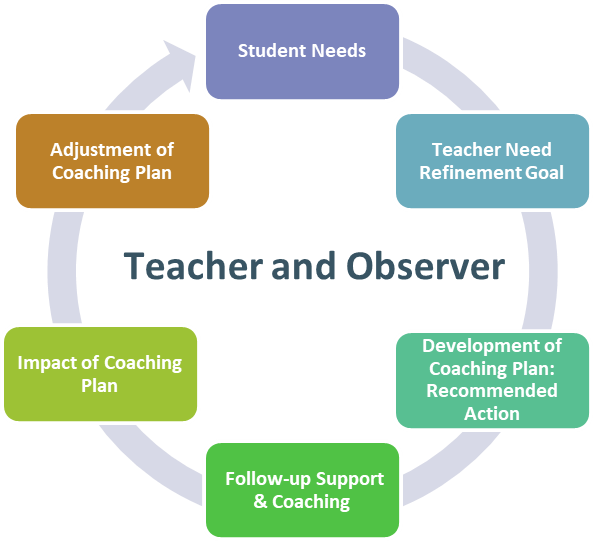 Student Needs
Teacher Need
Refinement Goal
Development of
Coaching Plan:
Recommended
Action
Follow-up Support
& Coaching
Impact of Coaching
Plan
Adjustment of
Coaching Plan
Teacher and Observer